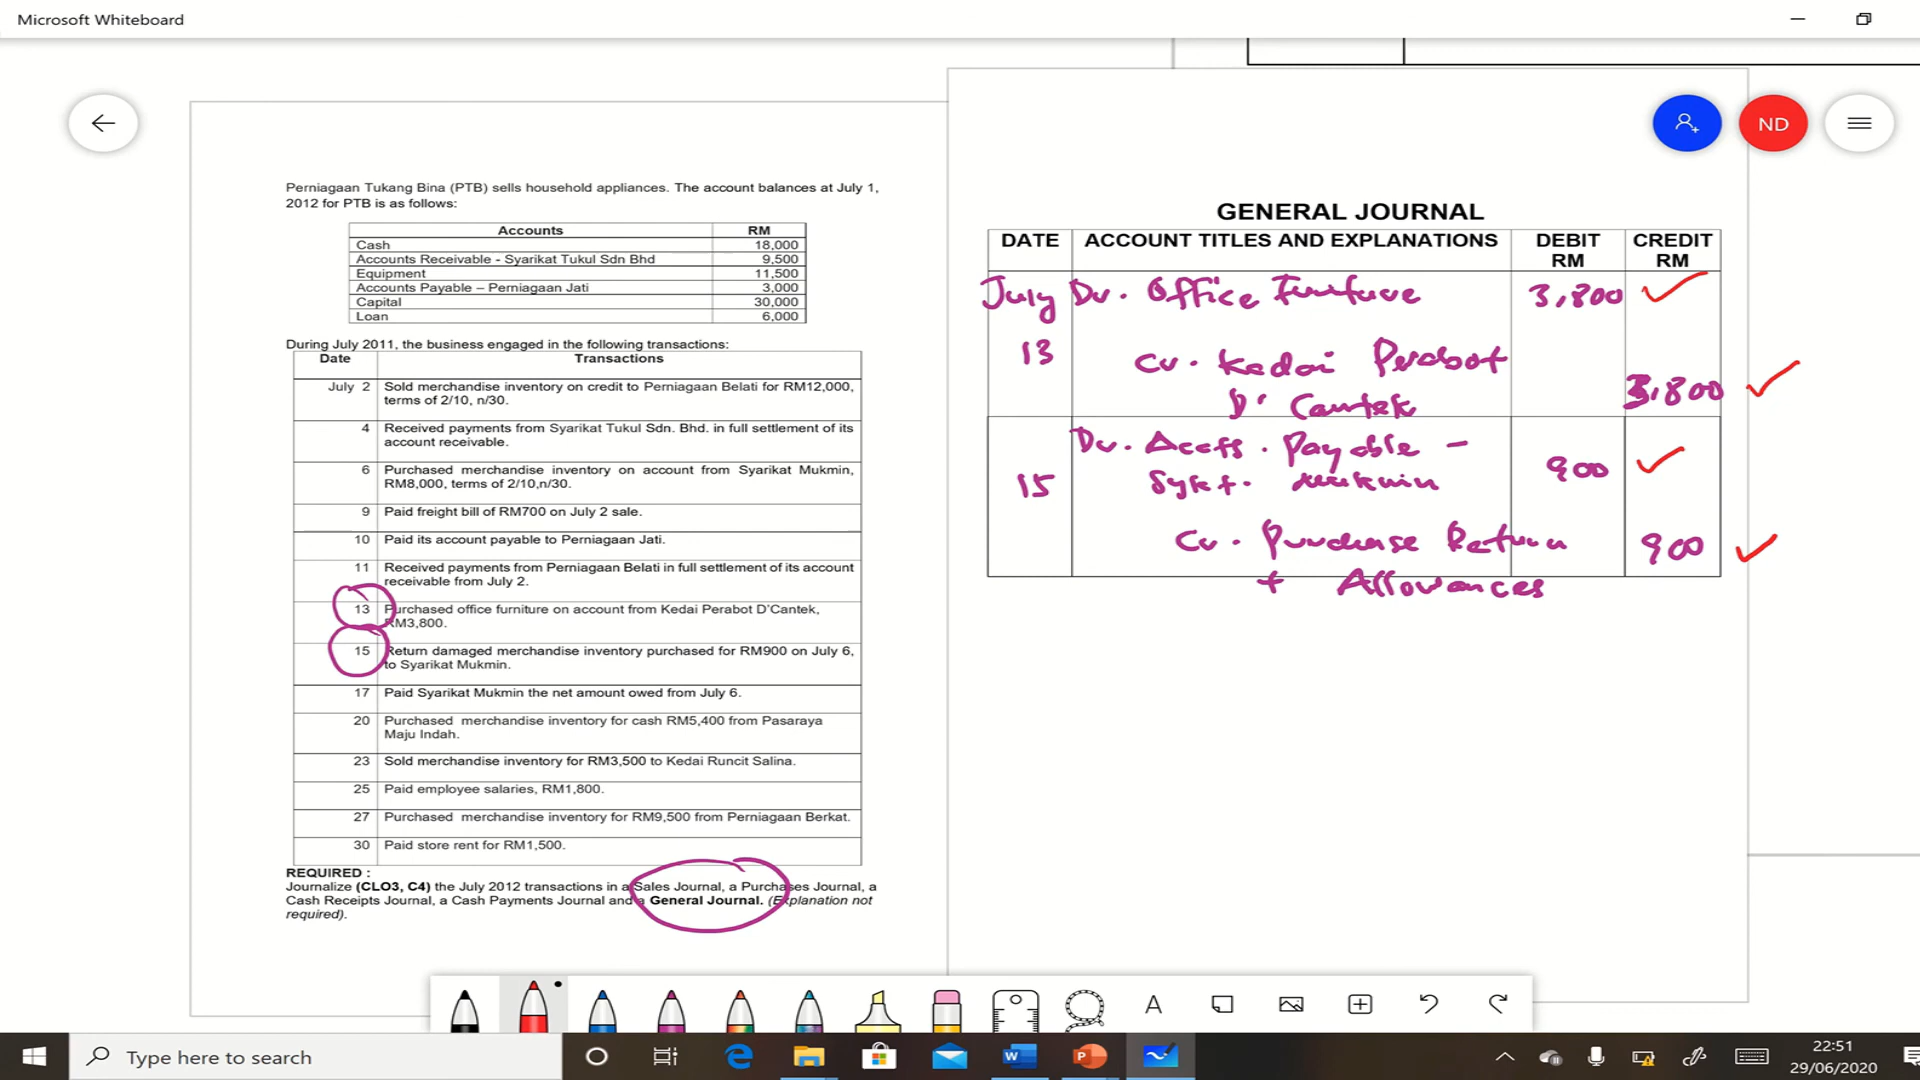 Microsoft Whiteboard
ND
Perniagaan Tukang Bina (PTB) sells household appliances. The account balances at July 1,
2012 for PTB is as follows:
Accounts RM
Cash 18,000
Accounts Receivable - Syarikat Tukul Sdn Bhd 9,500
Equipment 11,500
Accounts Payable – Perniagaan Jati 3,000
Capital 30,000
Loan 6,000
During July 2011, the business engaged in the following transactions:
Date Transactions
July 2 Sold merchandise inventory on credit to Perniagaan Belati for RM12,000,
terms of 2/10, n/30.
4 Received payments from Syarikat Tukul Sdn. Bhd. in full settlement of its
account receivable.
6 Purchased merchandise inventory on account from Syarikat Mukmin,
RM8,000, terms of 2/10,n/30.
9 Paid freight bill of RM700 on July 2 sale.
10 Paid its account payable to Perniagaan Jati.
11 Received payments from Perniagaan Belati in full settlement of its account
receivable from July 2.
13 Purchased office furniture on account from Kedai Perabot D'Cantek,
RM3,800.
15 Return damaged merchandise inventory purchased for RM900 on July 6,
to Syarikat Mukmin.
17 Paid Syarikat Mukmin the net amount owed from July 6.
20 Purchased merchandise inventory for cash RM5,400 from Pasaraya
Maju Indah.
23 Sold merchandise inventory for RM3,500 to Kedai Runcit Salina.
25 Paid employee salaries, RM1,800.
27 Purchased merchandise inventory for RM9,500 from Perniagaan Berkat.
30 Paid store rent for RM1,500.
REQUIRED :
Journalize (CLO3, C4) the July 2012 transactions in a Sales Journal, a Purchases Journal, a
Cash Receipts Journal, a Cash Payments Journal and a General Journal. (Explanation not
required).
GENERAL JOURNAL
DATE ACCOUNT TITLES AND EXPLANATIONS DEBIT RM CREDIT RM
July Dr. Office Furniture 3,800
13 Cr. Kedai Perabot
D' Cantek 3,800
Dr. Accts. Payable -
15 Sykt. Mukmin 900
Cr. Purchase Return 900
+ Allowances
A
Type here to search
22:51
29/06/2020